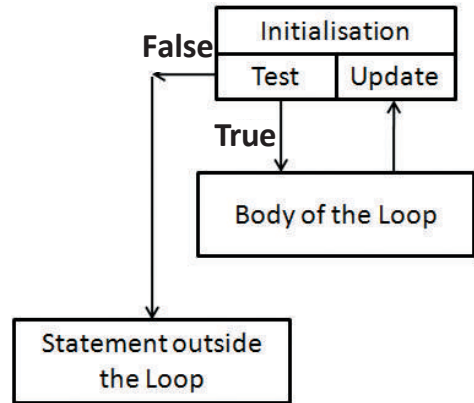 Initialisation
False
Test
Update
True
Body of the Loop
Statement outside
the Loop